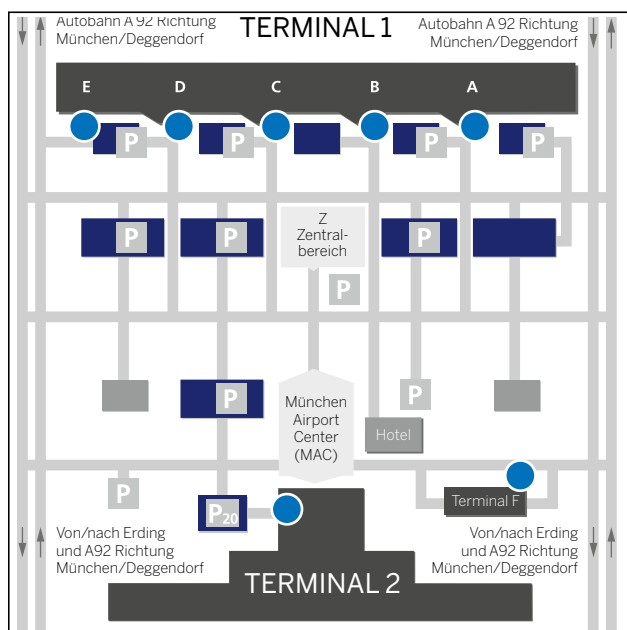 Autobahn A 92 Richtung
München/Deggendorf
TERMINAL 1
Autobahn A 92 Richtung
München/Deggendorf
E
D
C
B
A
P
P
P
P
P
P
P
Z
Zentral-
bereich
P
P
München
Airport
Center
(MAC)
P
Hotel
P
P20
Terminal F
Von/nach Erding
und A92 Richtung
München/Deggendorf
Von/nach Erding
und A92 Richtung
München/Deggendorf
TERMINAL 2